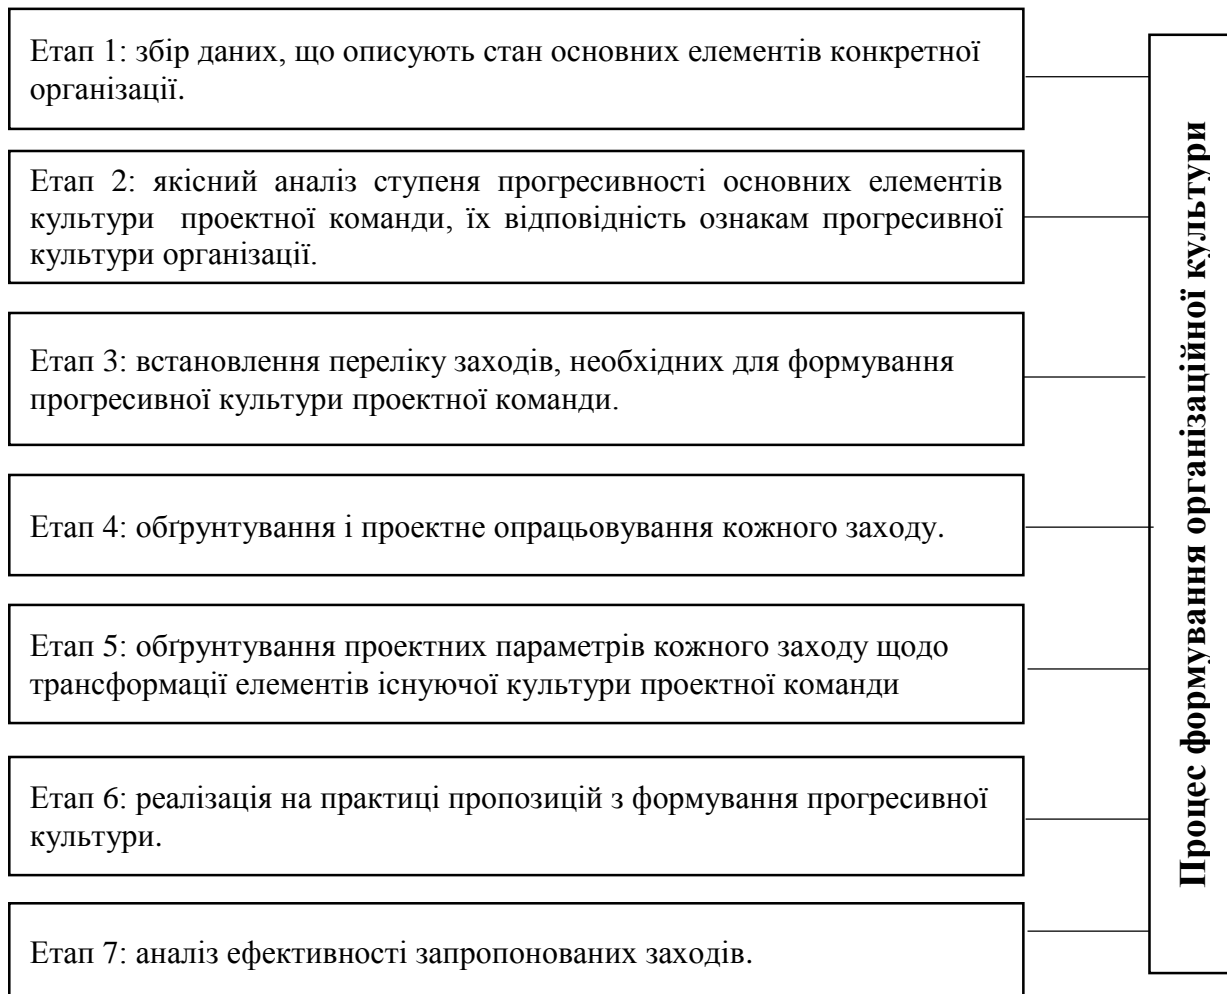 Етап 1: збір даних, що описують стан основних елементів конкретної
організації.
Етап 2: якісний аналіз ступеня прогресивності основних елементів
культури проектної команди, їх відповідність ознакам прогресивної
культури організації.
Етап 3: встановлення переліку заходів, необхідних для формування
прогресивної культури проектної команди.
Етап 4: обґрунтування і проектне опрацьовування кожного заходу.
Етап 5: обґрунтування проектних параметрів кожного заходу щодо
трансформації елементів існуючої культури проектної команди
Етап 6: реалізація на практиці пропозицій з формування прогресивної
культури.
Етап 7: аналіз ефективності запропонованих заходів.
Процес формування організаційної культури